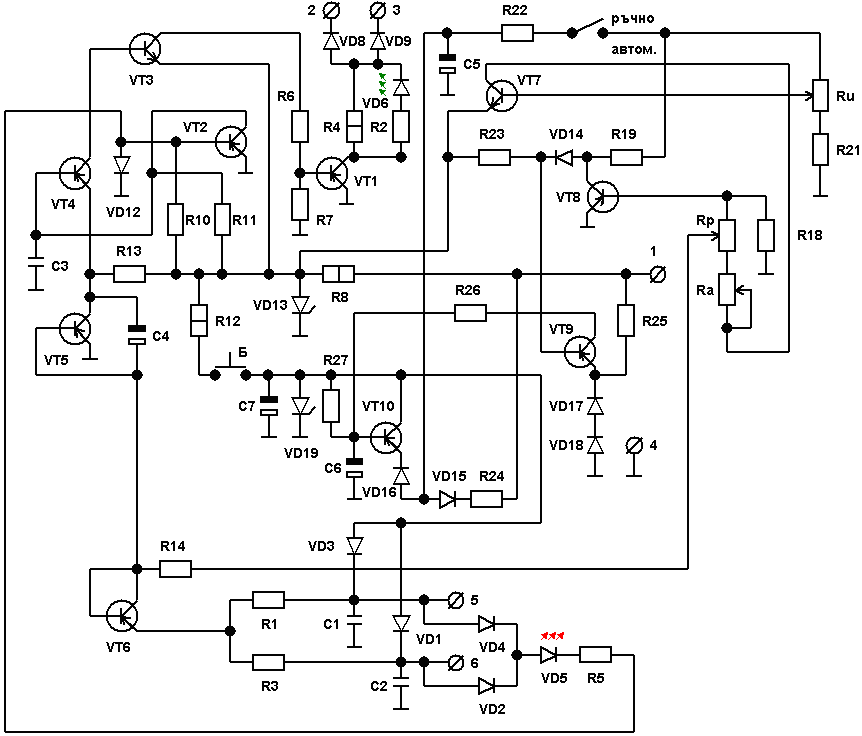 2 3 R22 ръчно
VD8 VD9 C5 автом.
VT3 VT7
R6 VD6 Ru
VT2 R4 R2 R23 VD14 R19 R21
VT4 VT1 VT8
VD12 R10 R11 R7 Rp R18
C3 R13 1
VD13 R8 R26 Ra
R12 VT9 R25
VT5 C4
Б R27
C7 VT10 VD17
VD19 C6 VD16 VD15 R24 VD18 4
R14 VD3
5
VT6 R1 C1 VD1 VD4
6
R3 C2 VD2 VD5 R5